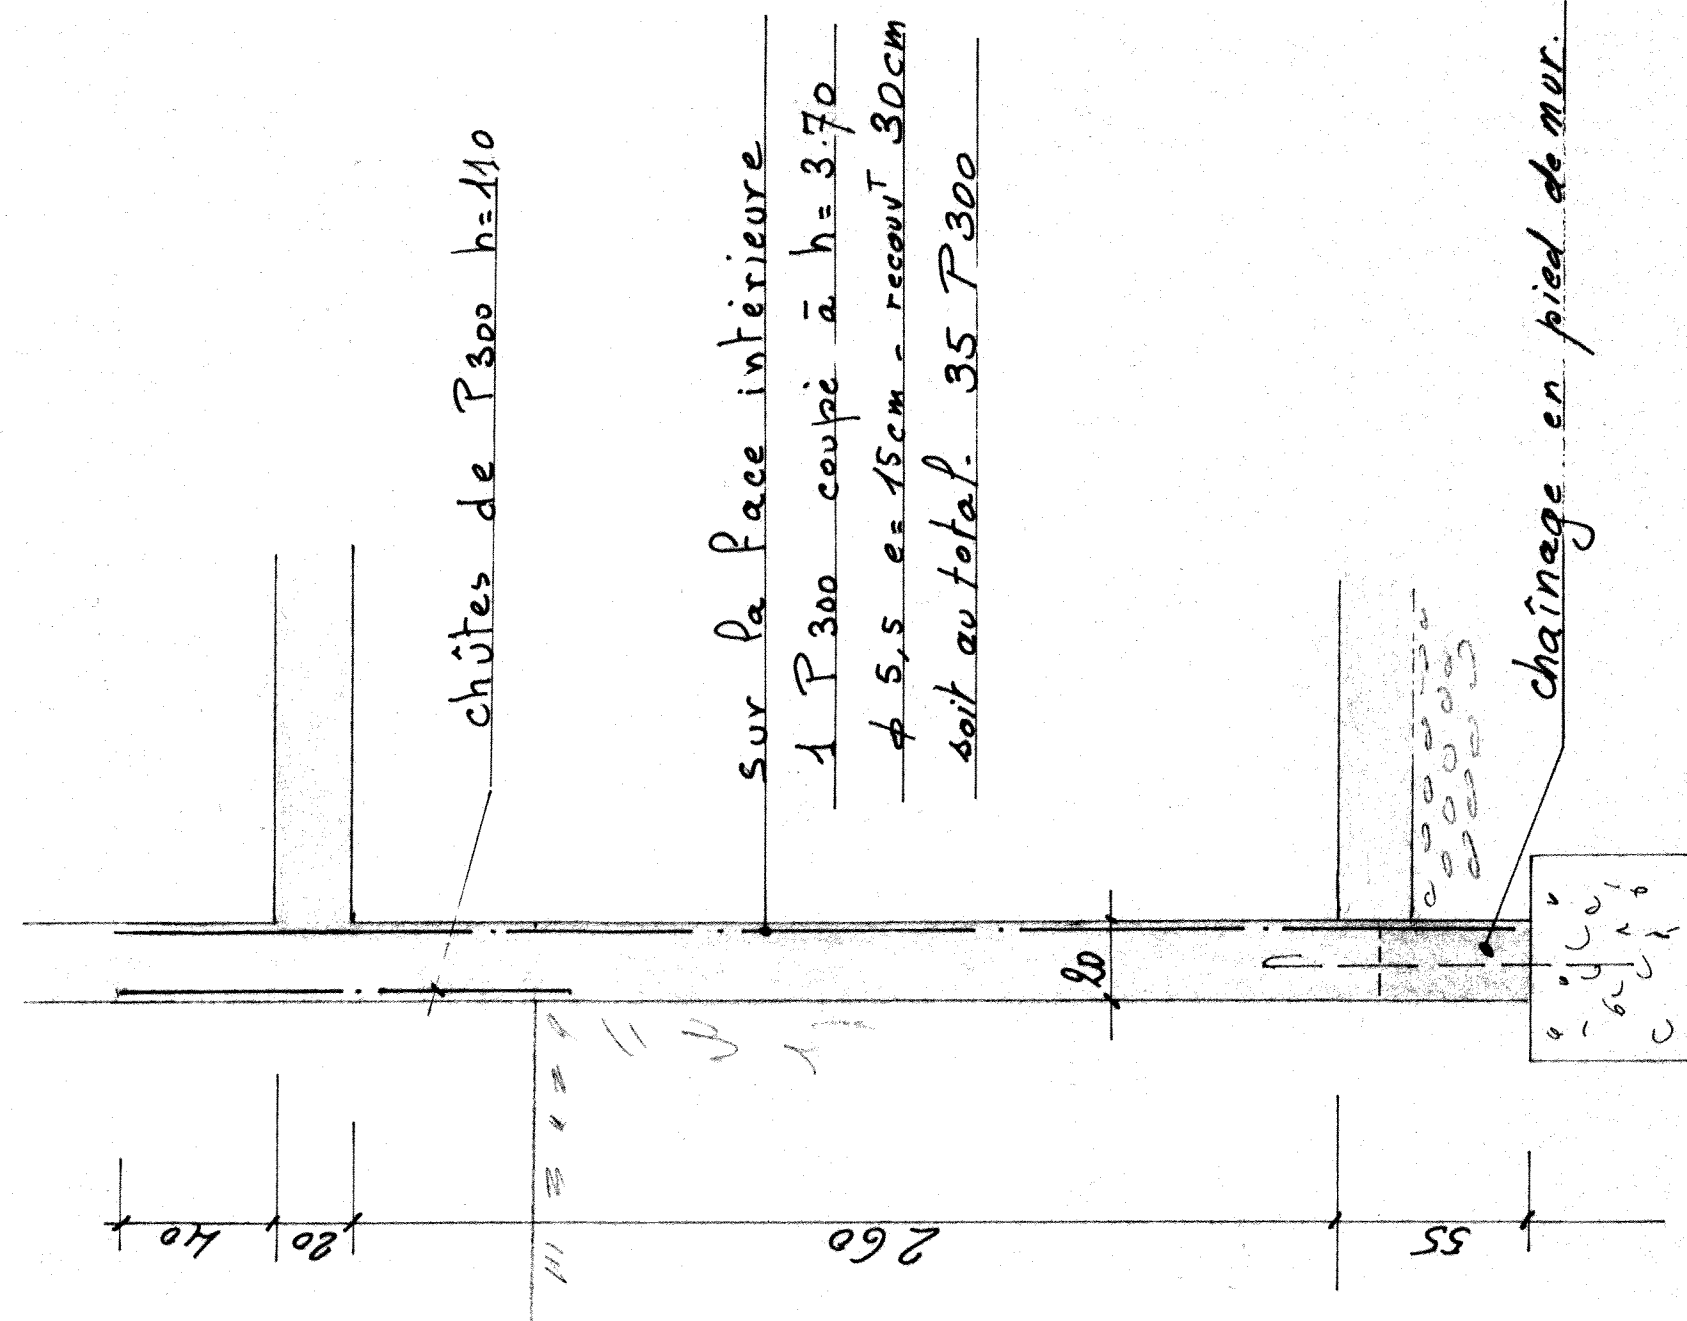 chûtes de P300 h=110
sur la face intérieure
1 P300 coupé à h=3.70
φ 5,5 e=15cm - recouvT 30cm
soit au total. 35 P300
chaînage en pied de mur.
20
40
20
260
55